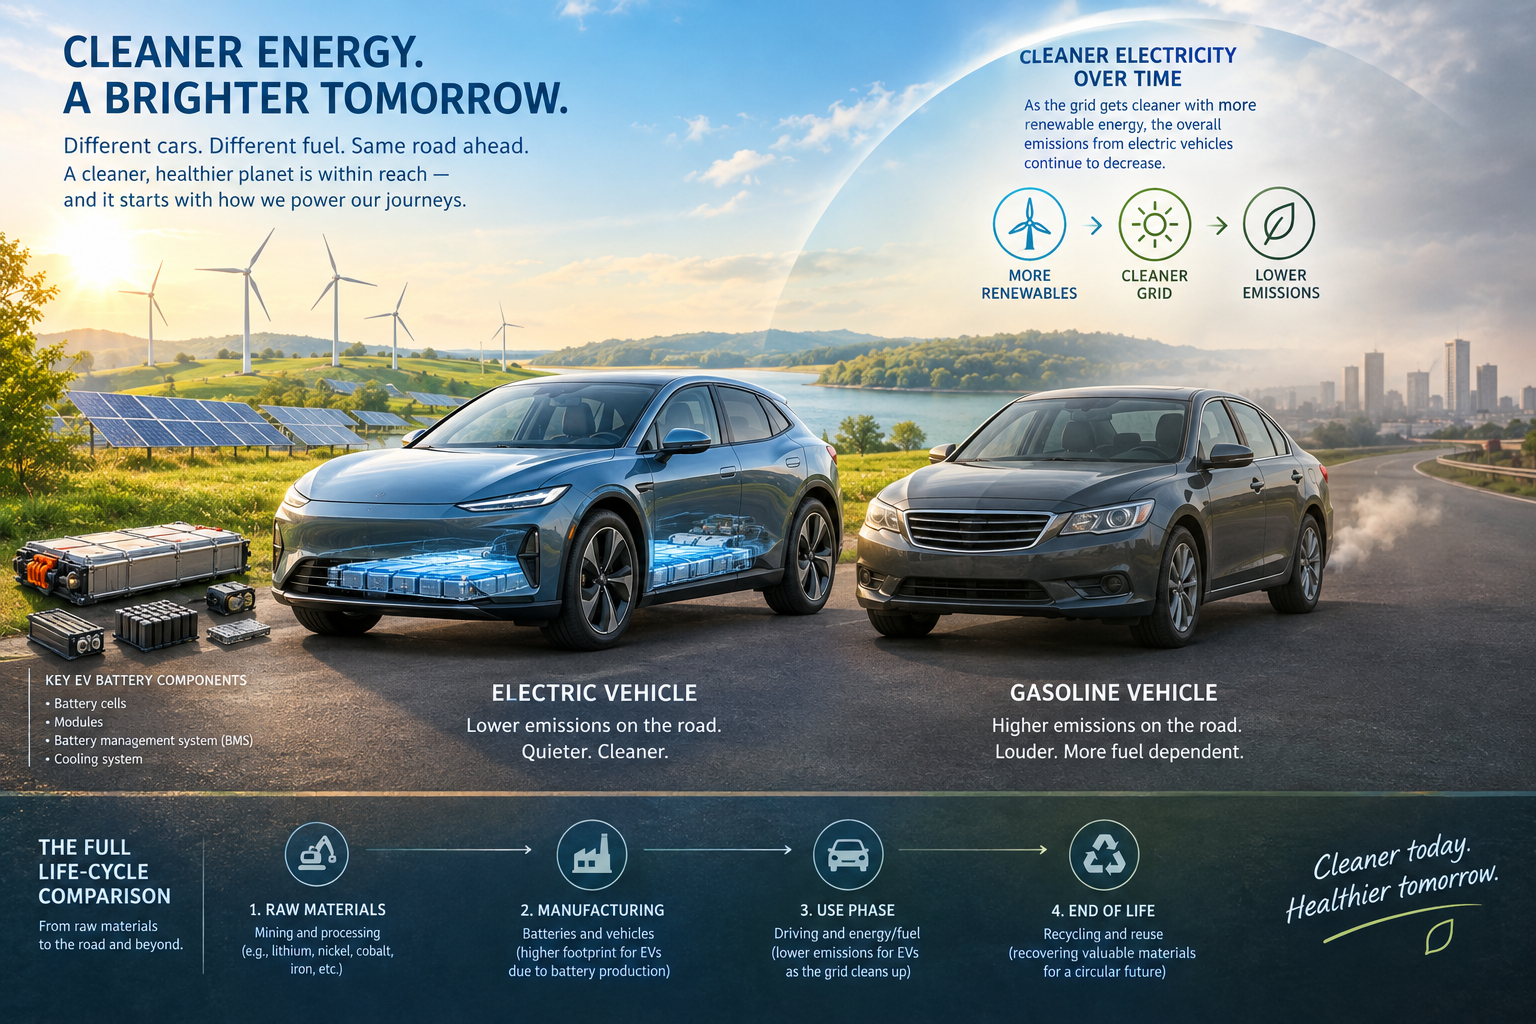 CLEANER ENERGY.
A BRIGHTER TOMORROW.
Different cars. Different fuel. Same road ahead.
A cleaner, healthier planet is within reach —
and it starts with how we power our journeys.
CLEANER ELECTRICITY
OVER TIME
As the grid gets cleaner with more
renewable energy, the overall
emissions from electric vehicles
continue to decrease.
MORE
RENEWABLES
CLEANER
GRID
LOWER
EMISSIONS
KEY EV BATTERY COMPONENTS
• Battery cells
• Modules
• Battery management system (BMS)
• Cooling system
ELECTRIC VEHICLE
Lower emissions on the road.
Quieter. Cleaner.
GASOLINE VEHICLE
Higher emissions on the road.
Louder. More fuel dependent.
THE FULL
LIFE-CYCLE
COMPARISON
From raw materials
to the road and beyond.
1. RAW MATERIALS
Mining and processing
(e.g., lithium, nickel, cobalt,
iron, etc.)
2. MANUFACTURING
Batteries and vehicles
(higher footprint for EVs
due to battery production)
3. USE PHASE
Driving and energy/fuel
(lower emissions for EVs
as the grid cleans up)
4. END OF LIFE
Recycling and reuse
(recovering valuable materials
for a circular future)
Cleaner today.
Healthier tomorrow.